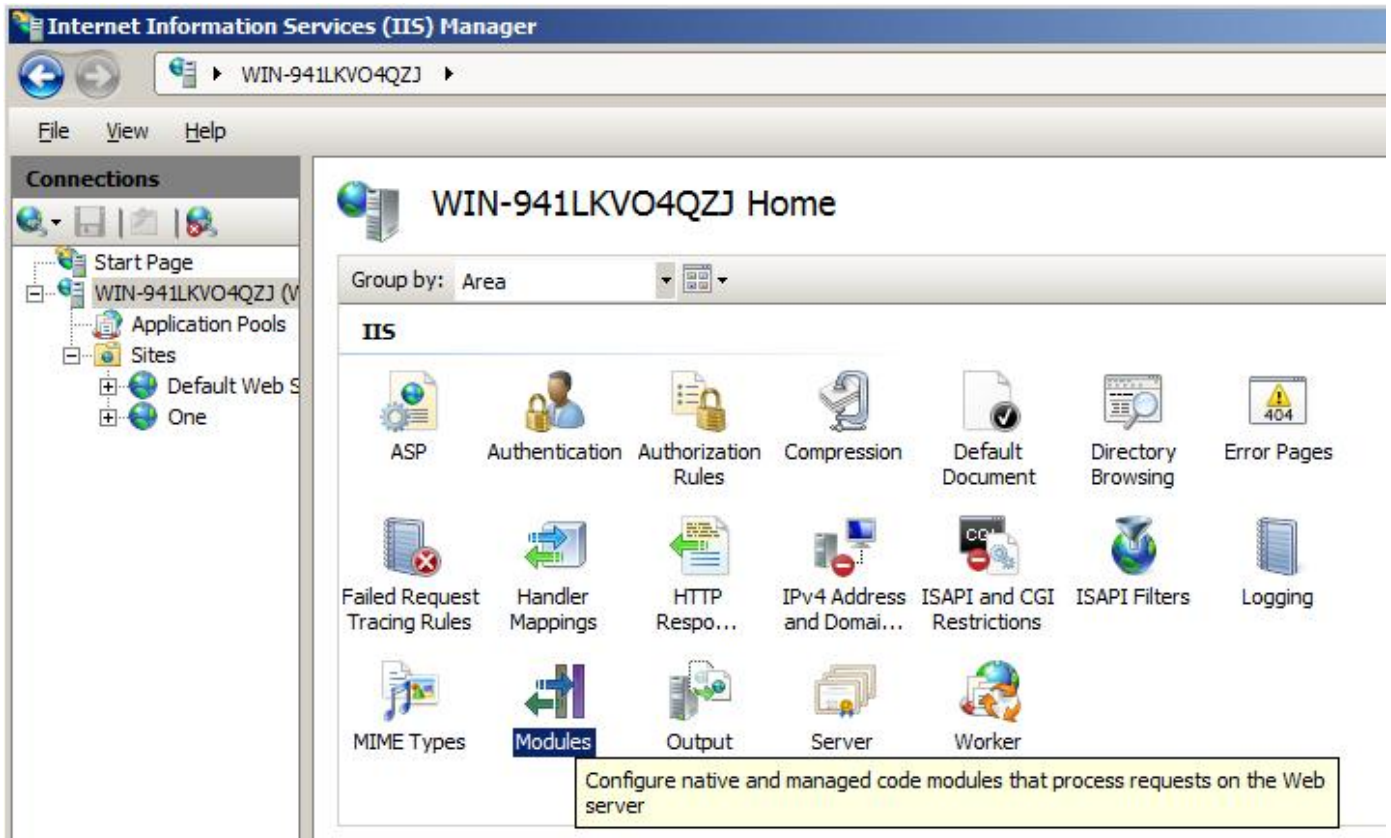 Internet Information Services (IIS) Manager
WIN-941LKVO4QZJ
File View Help
Connections
Start Page
WIN-941LKVO4QZJ (W
Application Pools
Sites
Default Web S
One
WIN-941LKVO4QZJ Home
Group by: Area
IIS
ASP
Authentication
Authorization
Rules
Compression
Default
Document
Directory
Browsing
404
Error Pages
Failed Request
Tracing Rules
Handler
Mappings
HTTP
Respo...
IPv4 Address
and Domai...
CGI
ISAPI and CGI
Restrictions
ISAPI Filters
Logging
MIME Types
Modules
Output
Server
Worker
Configure native and managed code modules that process requests on the Web
server